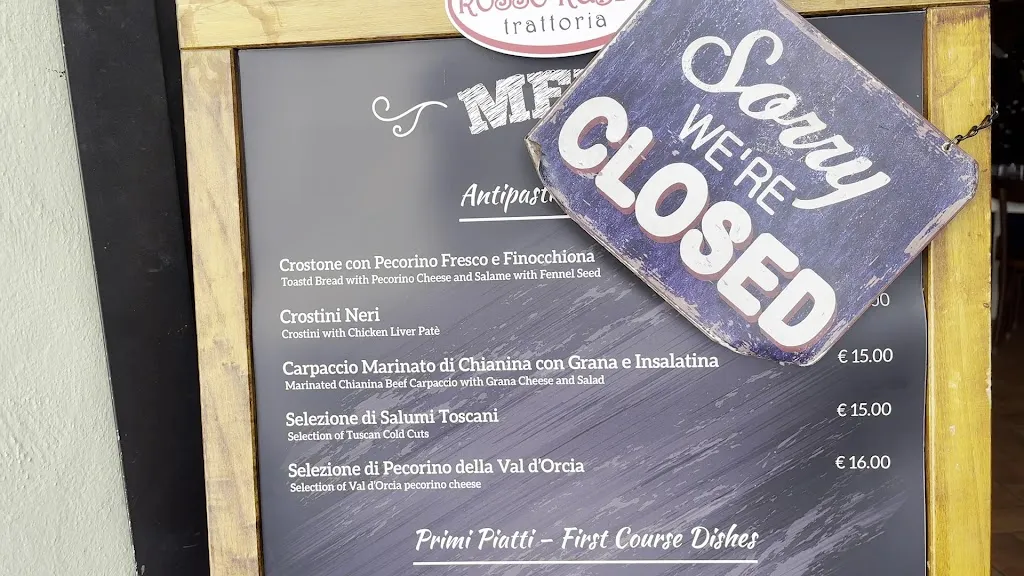 trattoria
Sorry
WE'RE
CLOSED
Crostone con Pecorino Fresco e Finocchiona
Toastd Bread with Pecorino Cheese and Salame with Fennel Seed
Crostini Neri
Crostini with Chicken Liver Patè
Carpaccio Marinato di Chianina con Grana e Insalatina € 15.00
Marinated Chianina Beef Carpaccio with Grana Cheese and Salad
Selezione di Salumi Toscani € 15.00
Selection of Tuscan Cold Cuts
Selezione di Pecorino della Val d'Orcia € 16.00
Selection of Val d'Orcia pecorino cheese
Primi Piatti – First Course Dishes